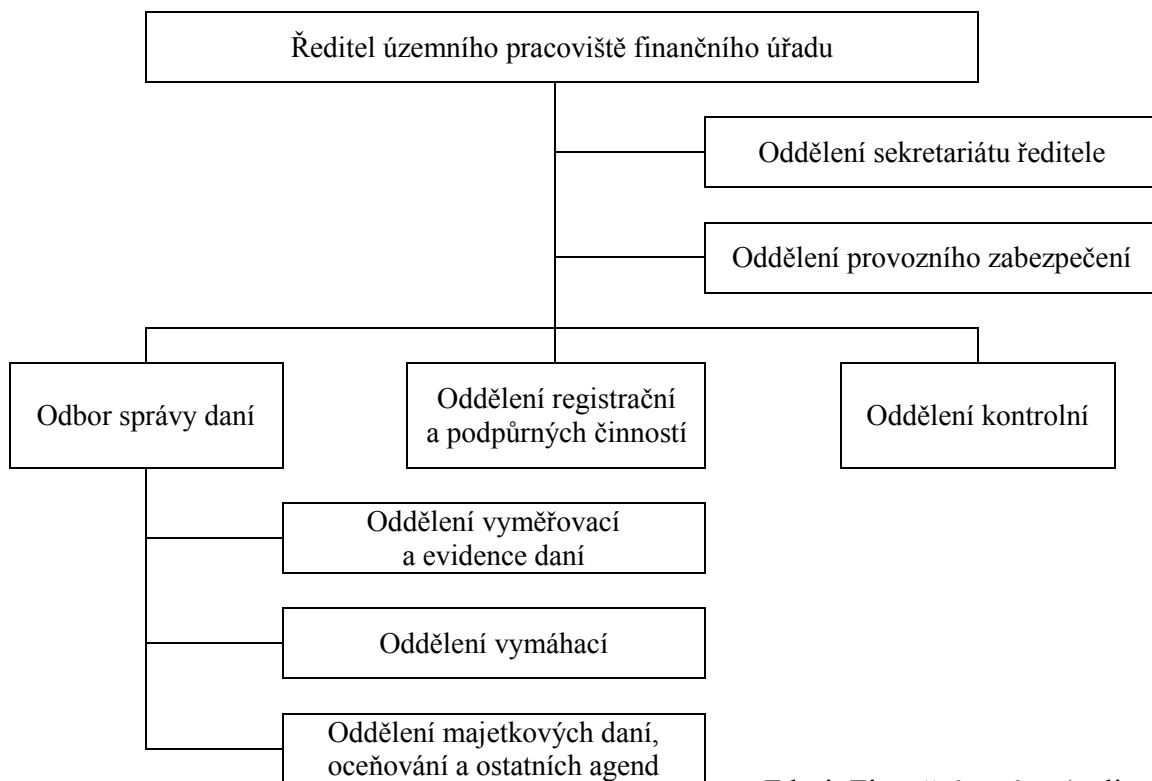 Ředitel územního pracoviště finančního úřadu
Oddělení sekretariátu ředitele
Oddělení provozního zabezpečení
Odbor správy daní
Oddělení registrační
a podpůrných činností
Oddělení kontrolní
Oddělení vyměřovací
a evidence daní
Oddělení vymáhací
Oddělení majetkových daní,
oceňování a ostatních agend